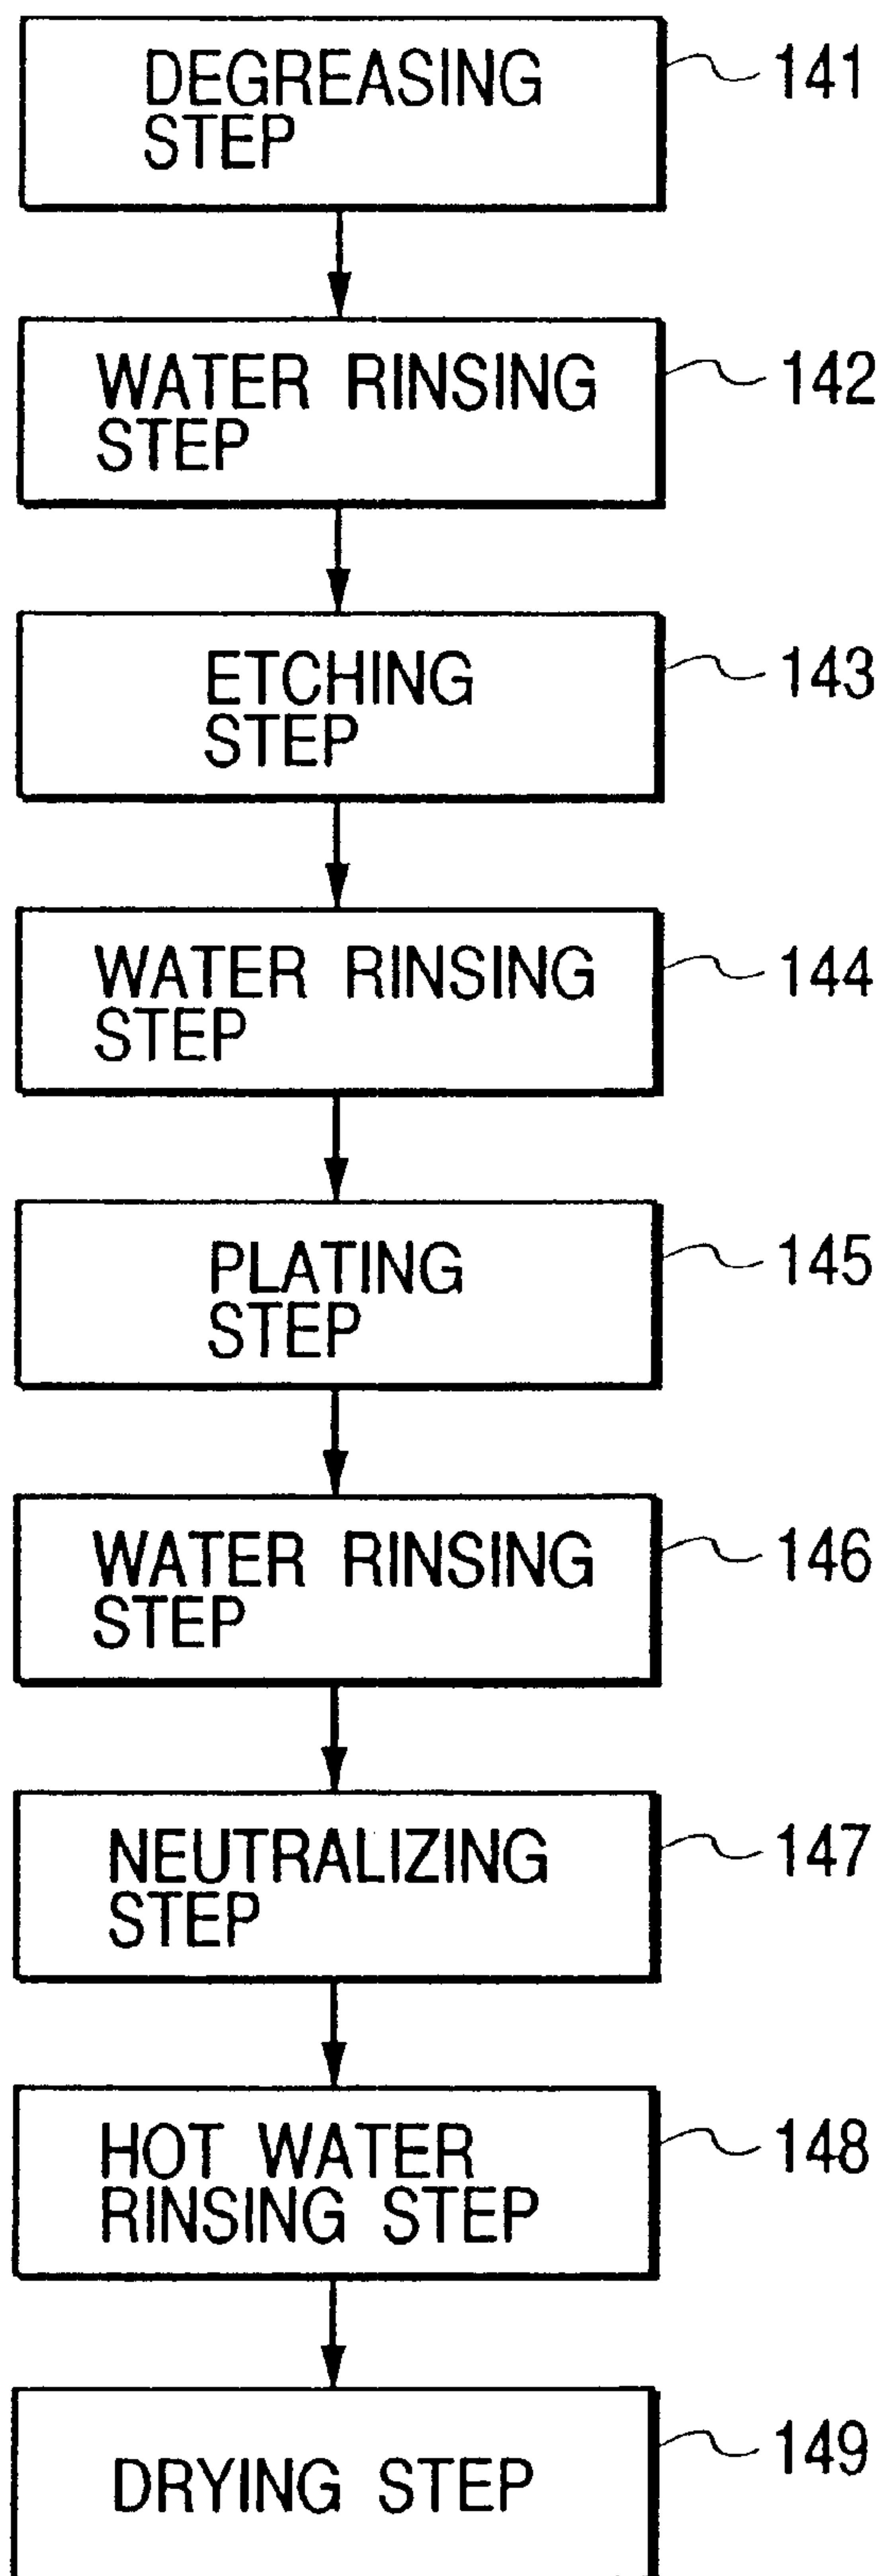 DEGREASING
STEP
141
WATER RINSING
STEP
142
ETCHING
STEP
143
WATER RINSING
STEP
144
PLATING
STEP
145
WATER RINSING
STEP
146
NEUTRALIZING
STEP
147
HOT WATER
RINSING STEP
148
DRYING STEP
149